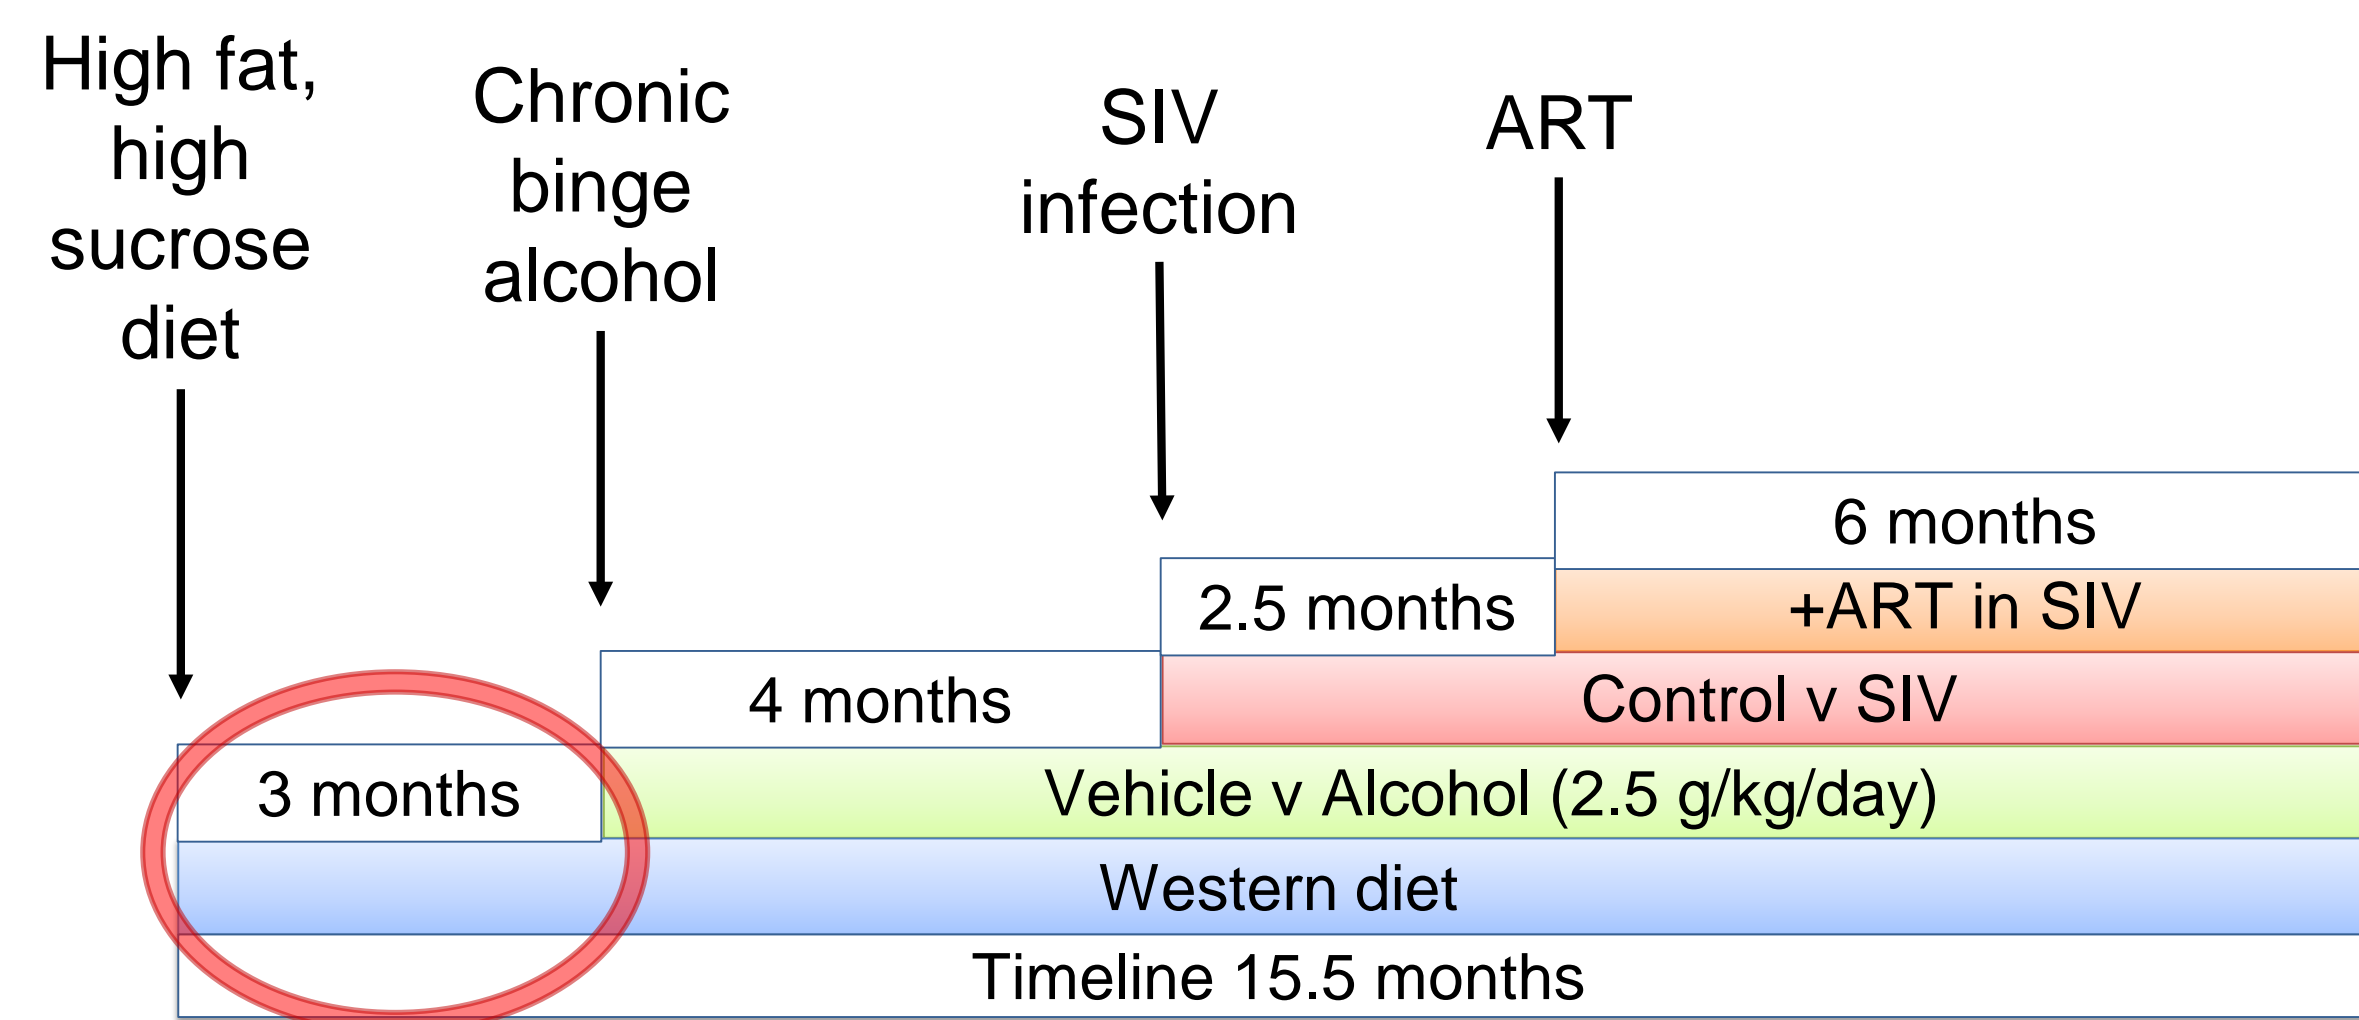 High fat,
high
sucrose
diet
Chronic
binge
alcohol
SIV
infection
ART
6 months
+ART in SIV
2.5 months
Control v SIV
4 months
Vehicle v Alcohol (2.5 g/kg/day)
3 months
Western diet
Timeline 15.5 months